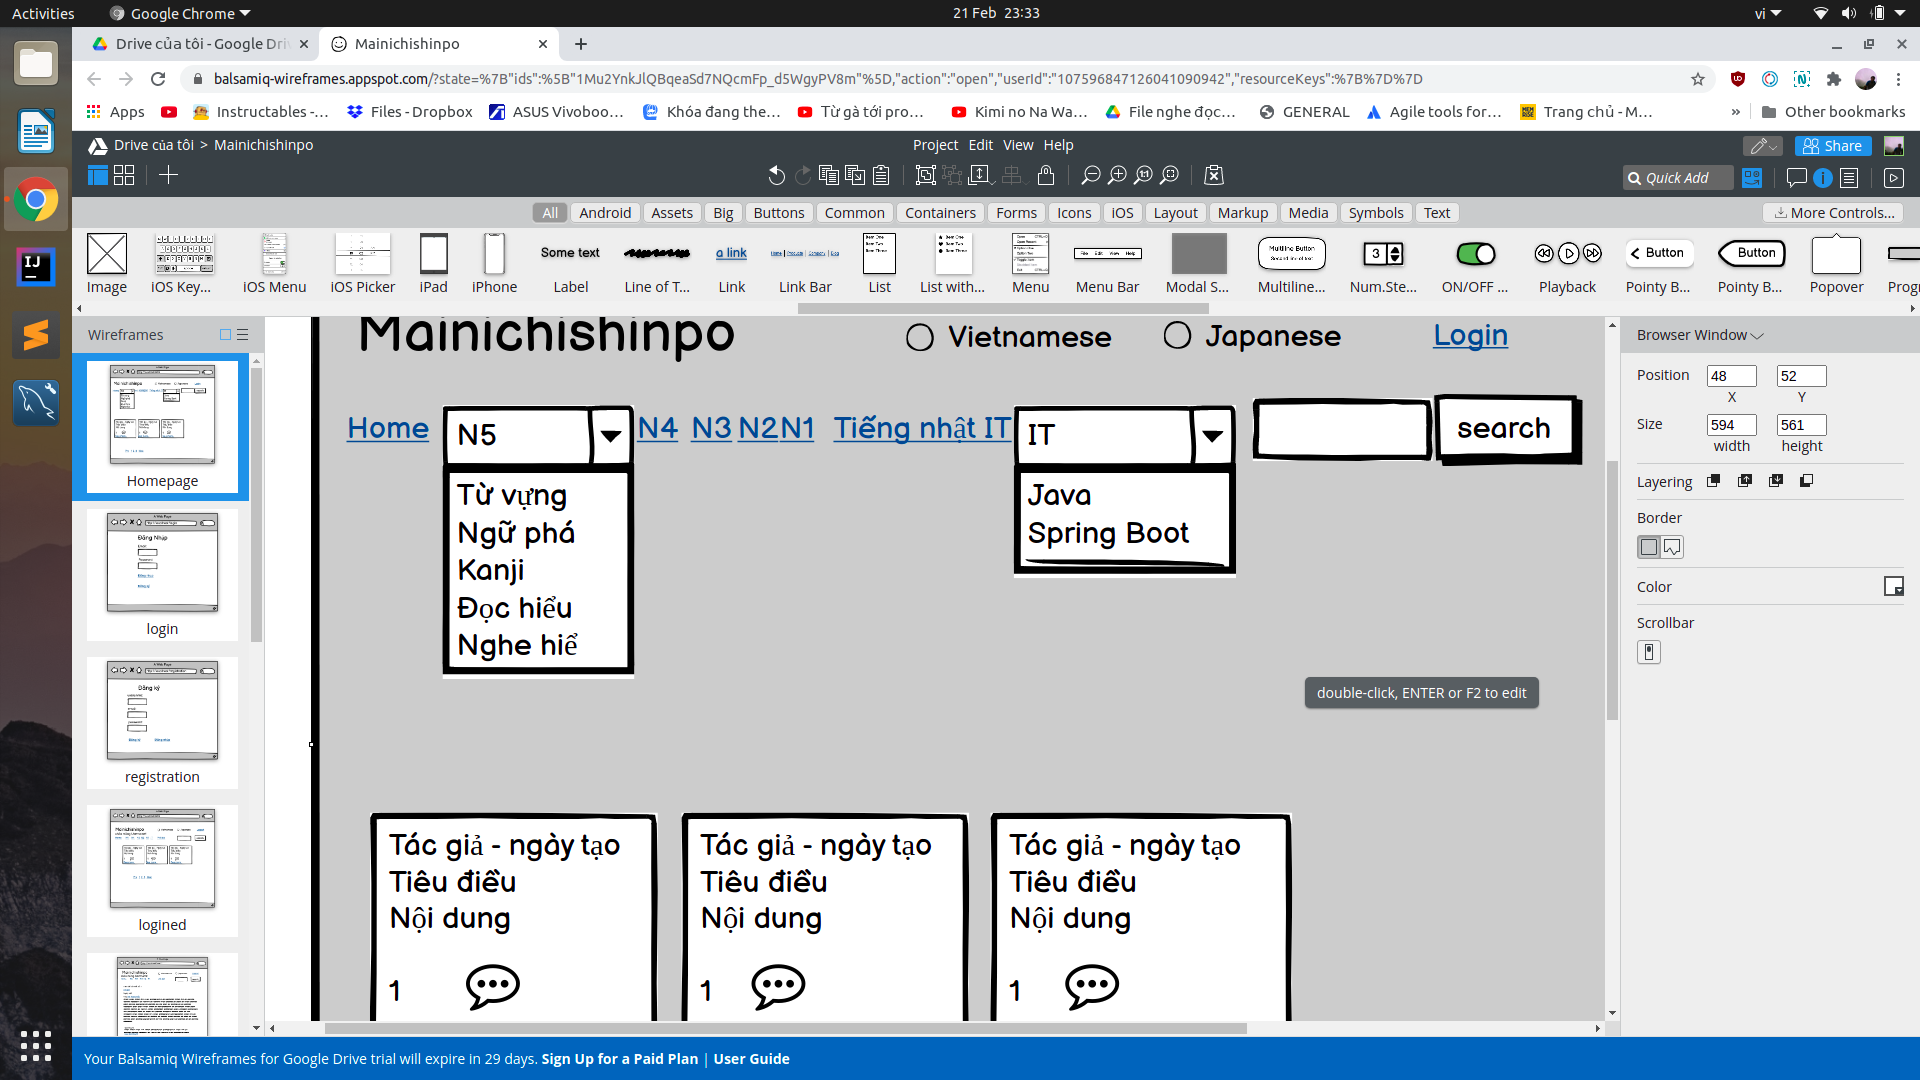 Activities
Google Chrome
21 Feb 23:33
vi
Drive của tôi - Google Dri
Mainichishinpo
balsamiq-wireframes.appspot.com/?state=%7B"ids":%5B"1Mu2YnkJlQBqeaSd7NQcmFp_d5WgyPV8m"%5D,"action":"open","userId":"107596847126041090942","resourceKeys":%7B%7D%7D
Apps
Instructables -...
Files - Dropbox
ASUS Vivoboo...
Khóa đang the...
Từ gà tới pro...
Kimi no Na Wa...
File nghe đọc...
GENERAL
Agile tools for...
Trang chủ - M...
»
Other bookmarks
Drive của tôi > Mainichishinpo
Project Edit View Help
Share
Quick Add
All Android Assets Big Buttons Common Containers Forms Icons iOS Layout Markup Media Symbols Text
More Controls...
Some text
a link
3
Button
Button
Image
iOS Key...
iOS Menu
iOS Picker
iPad
iPhone
Label
Line of T...
Link
Link Bar
List
List with...
Menu
Menu Bar
Modal S...
Multiline...
Num.Ste...
ON/OFF ...
Playback
Pointy B...
Pointy B...
Popover
Progr
Wireframes
Homepage
Đăng Nhập
login
Đăng ký
registration
logined
Mainichishinpo
Vietnamese
Japanese
Login
Home
N5
N4 N3 N2 N1
Tiếng nhật IT
IT
search
Từ vựng
Ngữ phá
Kanji
Đọc hiểu
Nghe hiể
Java
Spring Boot
double-click, ENTER or F2 to edit
Tác giả - ngày tạo
Tiêu điều
Nội dung
1
Tác giả - ngày tạo
Tiêu điều
Nội dung
1
Tác giả - ngày tạo
Tiêu điều
Nội dung
1
Browser Window
Position 48 52
X Y
Size 594 561
width height
Layering
Border
Color
Scrollbar
Your Balsamiq Wireframes for Google Drive trial will expire in 29 days. Sign Up for a Paid Plan | User Guide